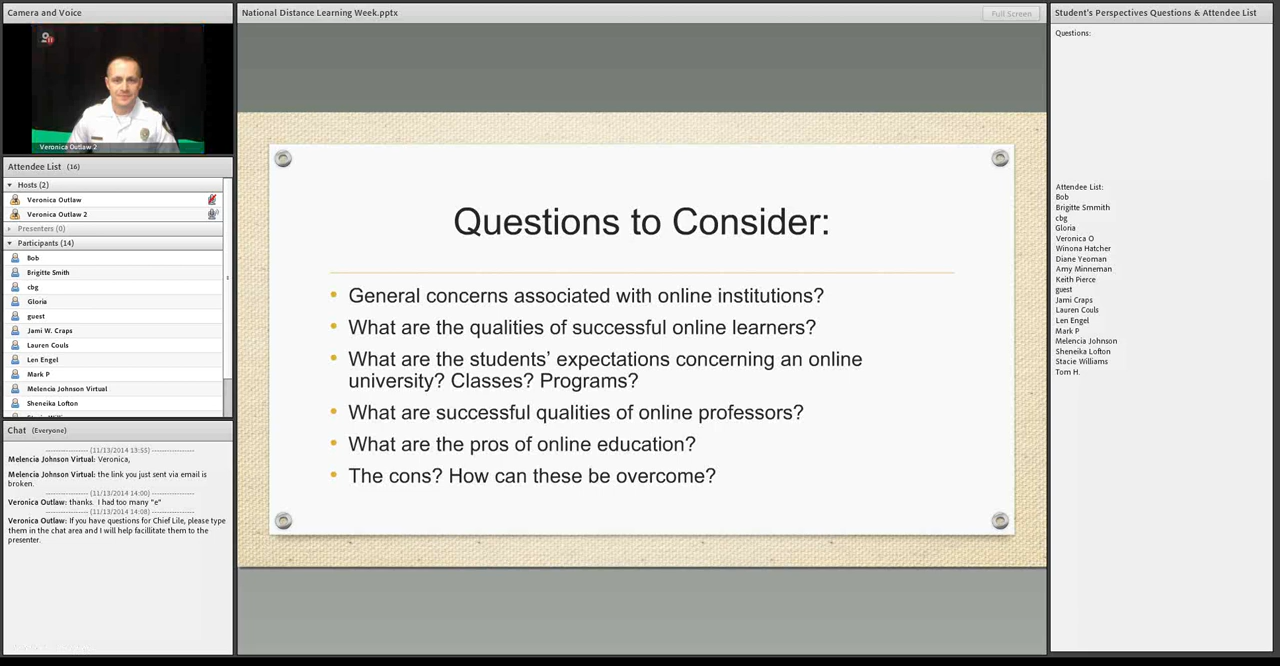 Camera and Voice
Veronica Outlaw 2
Attendee List (16)
Hosts (2)
Veronica Outlaw
Veronica Outlaw 2
Presenters (0)
Participants (14)
Bob
Brigitte Smith
cbg
Gloria
guest
Jami W. Craps
Lauren Couls
Len Engel
Mark P
Melencia Johnson Virtual
Sheneika Lofton
Chat (Everyone)
---------------- (11/13/2014 13:55) ----------------
Melencia Johnson Virtual: Veronica,
Melencia Johnson Virtual: the link you just sent via email is
broken.
---------------- (11/13/2014 14:00) ----------------
Veronica Outlaw: thanks. I had too many "e"
---------------- (11/13/2014 14:08) ----------------
Veronica Outlaw: If you have questions for Chief Lile, please type
them in the chat area and I will help facillitate them to the
presenter.
National Distance Learning Week.pptx
Full Screen
Questions to Consider:
• General concerns associated with online institutions?
• What are the qualities of successful online learners?
• What are the students’ expectations concerning an online
university? Classes? Programs?
• What are successful qualities of online professors?
• What are the pros of online education?
• The cons? How can these be overcome?
Student's Perspectives Questions & Attendee List
Questions:
Attendee List:
Bob
Brigitte Smmith
cbg
Gloria
Veronica O
Winona Hatcher
Diane Yeoman
Amy Minneman
Keith Pierce
guest
Jami Craps
Lauren Couls
Len Engel
Mark P
Melencia Johnson
Sheneika Lofton
Stacie Williams
Tom H.